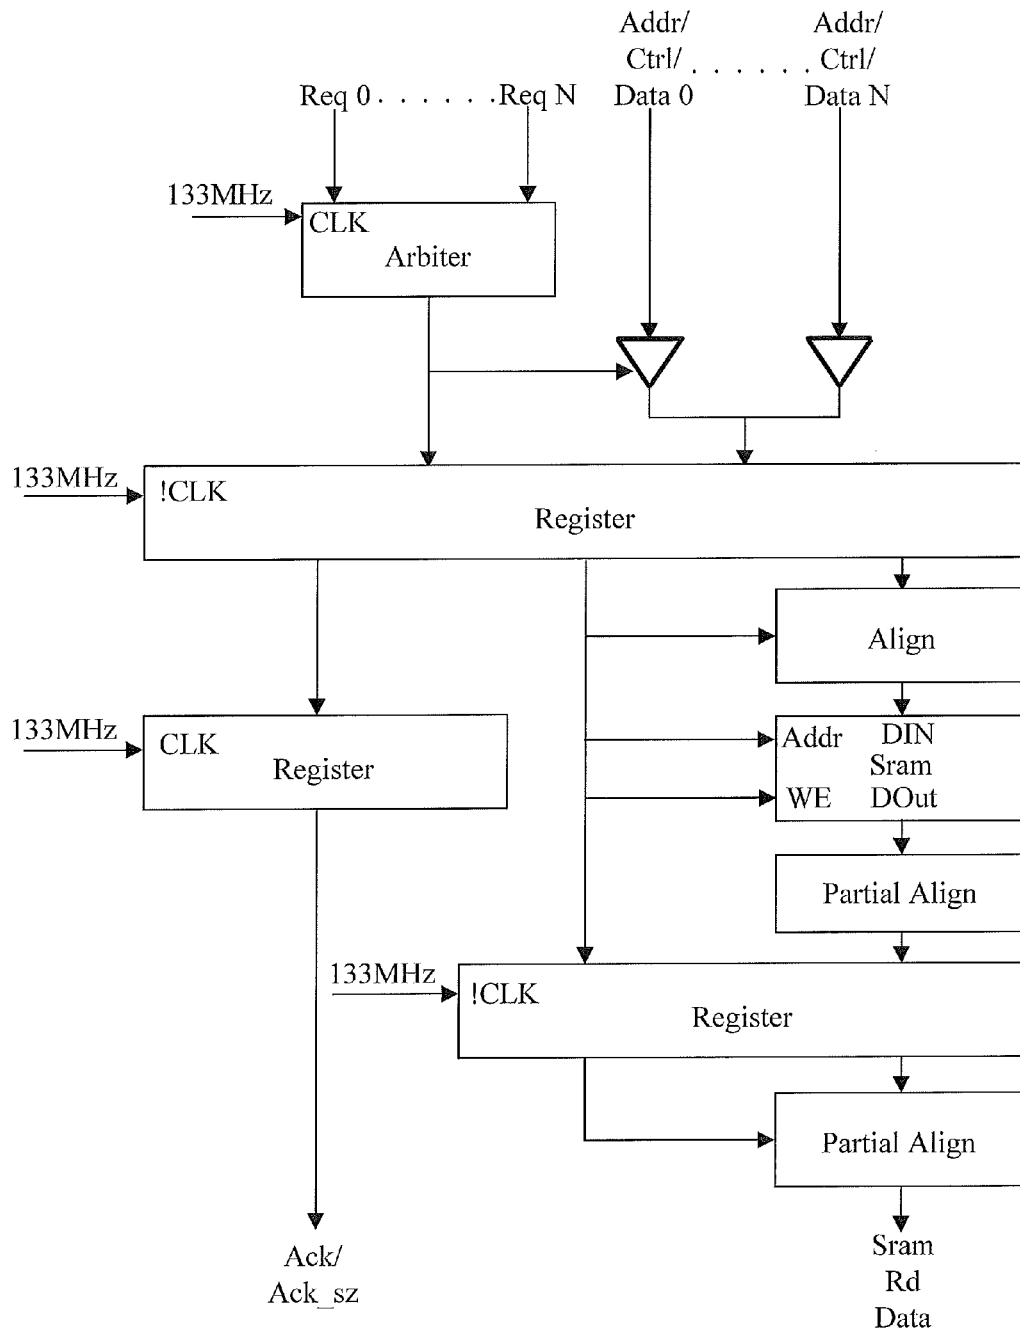 Addr/ Addr/
Ctrl/ . . . . . . Ctrl/
Req 0 . . . . . . Req N Data 0 Data N
133MHz
CLK
Arbiter
133MHz
!CLK
Register
Align
133MHz
CLK
Register
Addr DIN
Sram
WE DOut
Partial Align
133MHz
!CLK
Register
Partial Align
Ack/
Ack_sz
Sram
Rd
Data